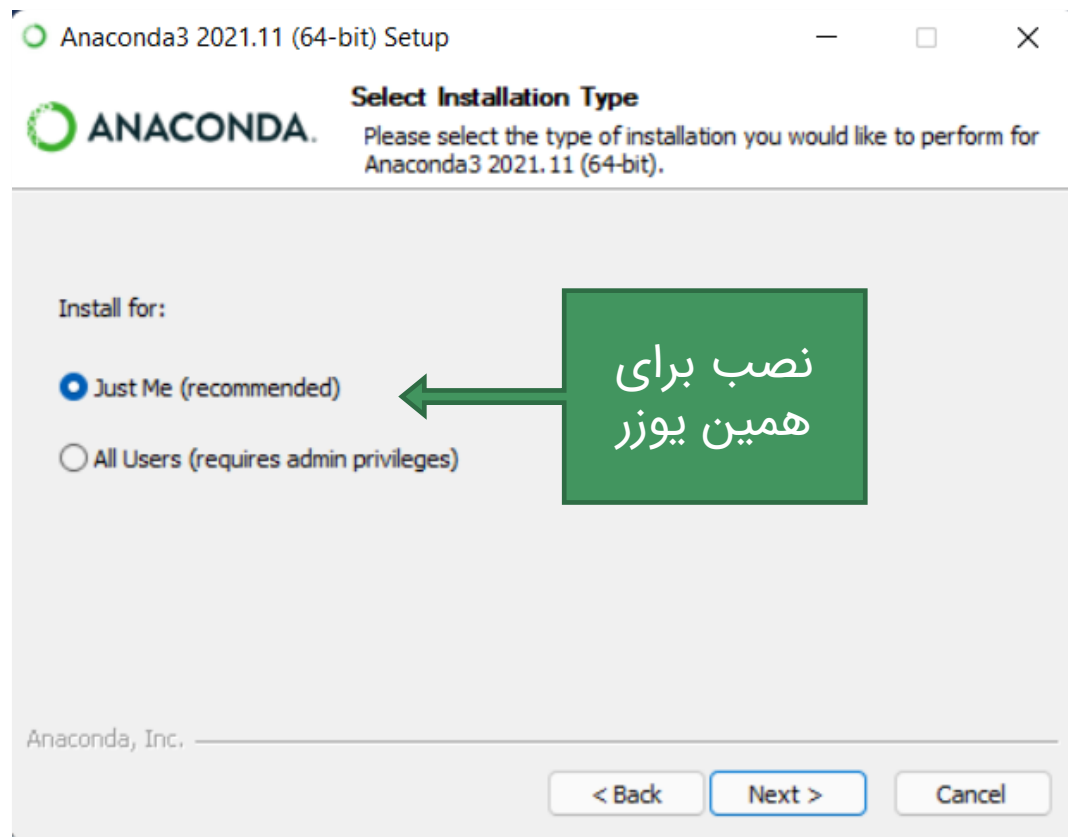 Anaconda3 2021.11 (64-bit) Setup
ANACONDA.
Select Installation Type
Please select the type of installation you would like to perform for
Anaconda3 2021.11 (64-bit).
Install for:
Just Me (recommended)
All Users (requires admin privileges)
نصب برای
همین یوزر
Anaconda, Inc.
< Back
Next >
Cancel